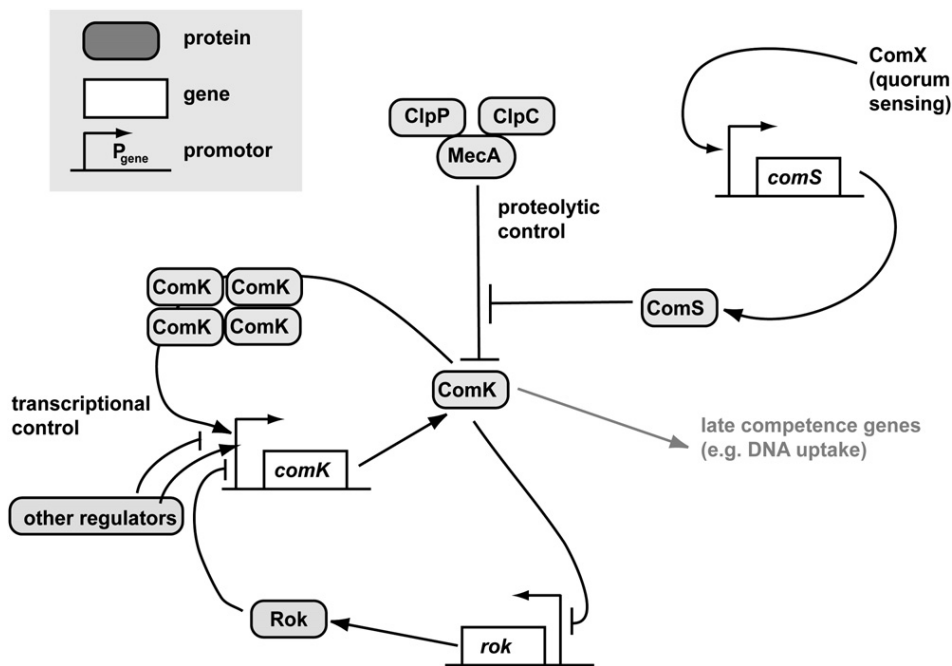 protein
gene
P gene
promotor
ComX
(quorum
sensing)
ClpP
ClpC
MecA
comS
proteolytic
control
ComK
ComK
ComK
ComK
ComS
ComK
transcriptional
control
late competence genes
(e.g. DNA uptake)
comK
other regulators
Rok
rok